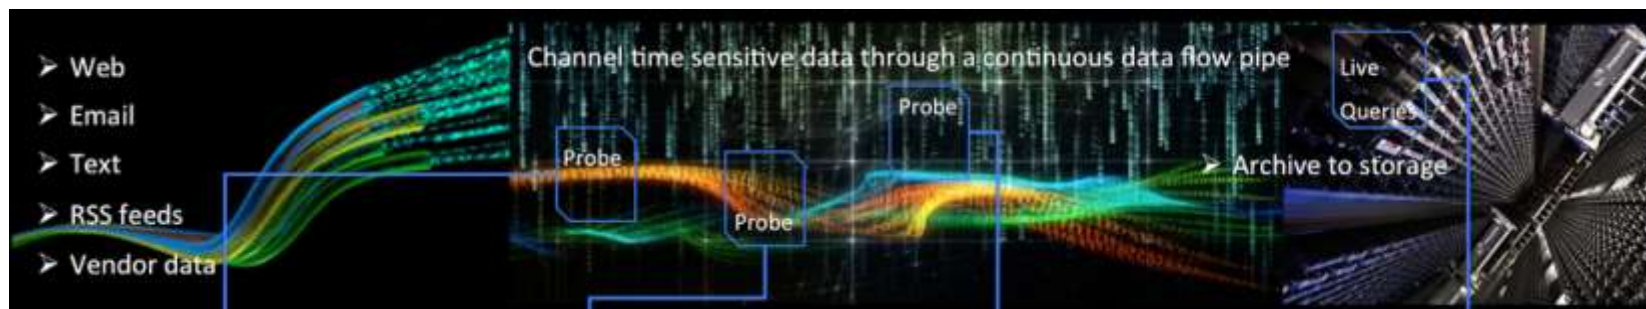 ➢ Web
➢ Email
➢ Text
➢ RSS feeds
➢ Vendor data
Channel time sensitive data through a continuous data flow pipe
Probe
Probe
Probe
➢ Archive to storage
Live
Queries